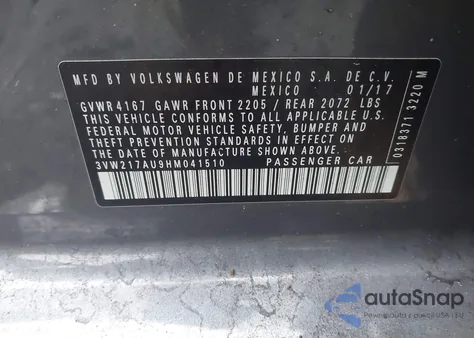 MFD BY VOLKSWAGEN DE MEXICO S.A. DE C.V.
MEXICO 01/17
GVWR4167 GAWR FRONT 2205 / REAR 2072 LBS
THIS VEHICLE CONFORMS TO ALL APPLICABLE U.S.
FEDERAL MOTOR VEHICLE SAFETY, BUMPER AND
THEFT PREVENTION STANDARDS IN EFFECT ON
THE DATE OF MANUFACTURE SHOWN ABOVE
3VW217AU9HM041510 PASSENGER CAR
0318371 3220 M
autoSnap